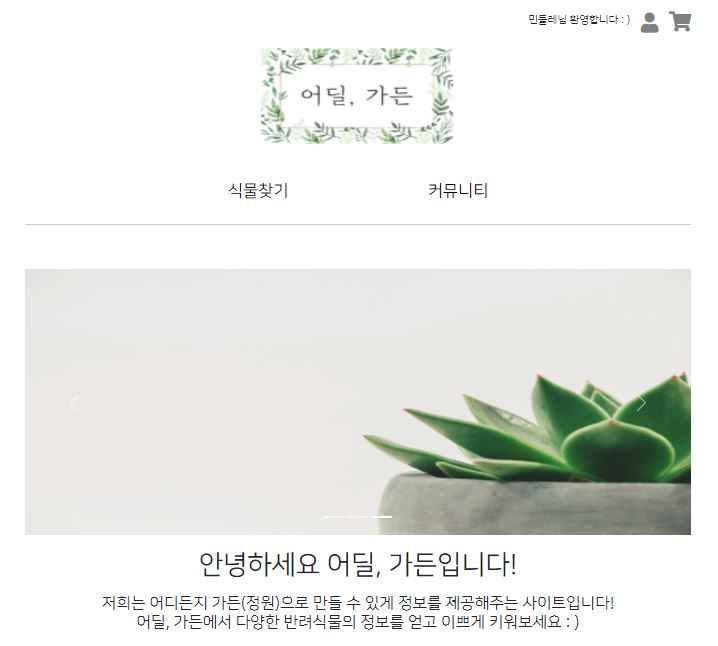 민들레님 환영합니다 : )
어딜, 가든
식물찾기
커뮤니티
안녕하세요 어딜, 가든입니다!
저희는 어디든지 가든(정원)으로 만들 수 있게 정보를 제공해주는 사이트입니다!
어딜, 가든에서 다양한 반려식물의 정보를 얻고 이쁘게 키워보세요 : )